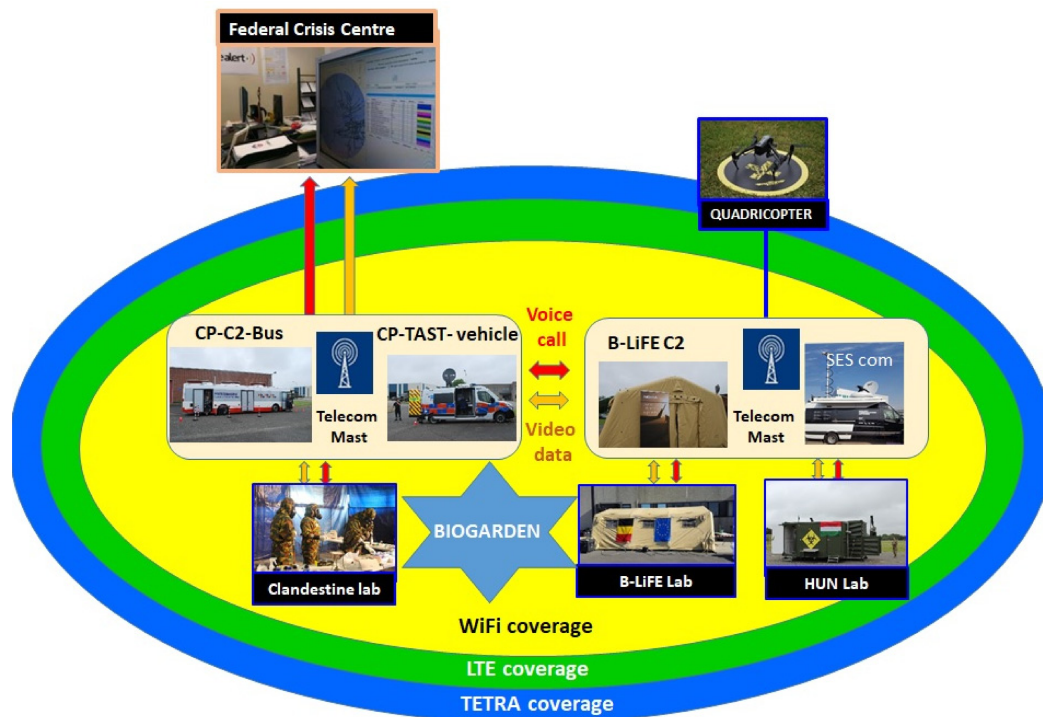 Federal Crisis Centre
alert
QUADRICOPTER
CP-C2-Bus
CP-TAST- vehicle
Telecom
Mast
Voice
call
Video
data
B-LiFE C2
SES com
Telecom
Mast
BIOGARDEN
Clandestine lab
B-LiFE Lab
HUN Lab
WiFi coverage
LTE coverage
TETRA coverage